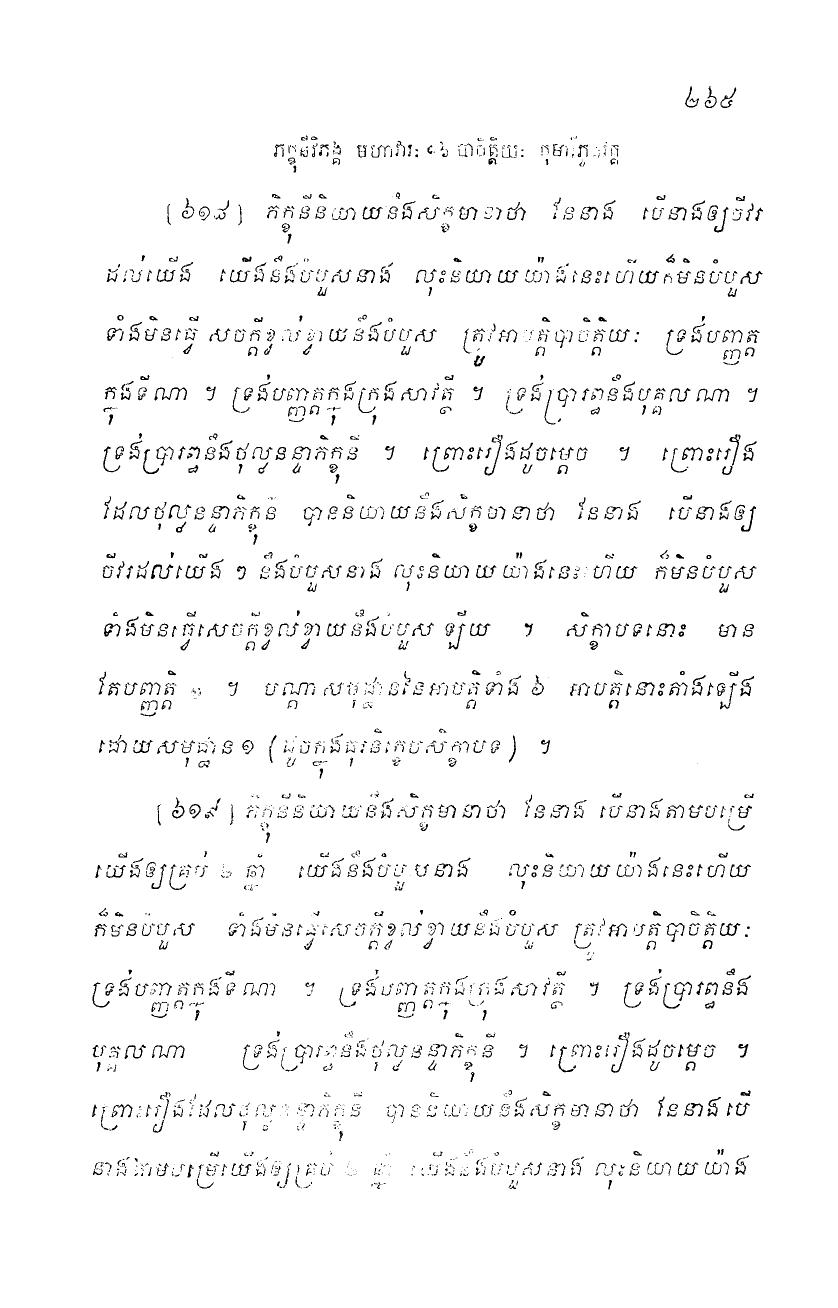 ២៦៥
ភិក្ខុនីវិភង្គ មហាវារៈ ១៦ បាចិត្តិយៈ កុមារីភូតវគ្គ
[៦១៨] ភិក្ខុនីនិយាយនឹងសិក្ខមានាថា នែនាង បើនាងឲ្យចីវរ
ដល់យើង យើងនឹងបំបួសនាង លុះនិយាយយ៉ាងនេះហើយក៏មិនបំបួស
ទាំងមិនធ្វើសេចក្តីខ្វល់ខ្វាយនឹងបំបួស ត្រូវអាបត្តិបាចិត្តិយៈ ទ្រង់បញ្ញត្ត
ក្នុងទីណា ។ ទ្រង់បញ្ញត្តក្នុងក្រុងសាវត្ថី ។ ទ្រង់ប្រារព្ធនឹងបុគ្គលណា ។
ទ្រង់ប្រារព្ធនឹងថុល្លនន្ទាភិក្ខុនី ។ ព្រោះរឿងដូចម្តេច ។ ព្រោះរឿង
ដែលថុល្លនន្ទាភិក្ខុនី បាននិយាយនឹងសិក្ខមានាថា នែនាង បើនាងឲ្យ
ចីវរដល់យើង ៗ នឹងបំបួសនាង លុះនិយាយយ៉ាងនេះហើយ ក៏មិនបំបួស
ទាំងមិនធ្វើសេចក្តីខ្វល់ខ្វាយនឹងបំបួសឡើយ ។ សិក្ខាបទនោះ មាន
តែបញ្ញត្តិ ១ ។ បណ្តាសមុដ្ឋាននៃអាបត្តិទាំង ៦ អាបត្តិនោះតាំងឡើង
ដោយសមុដ្ឋាន ១ (ដូចក្នុងធុរនិក្ខេបសិក្ខាបទ) ។
[៦១៩] ភិក្ខុនីនិយាយនឹងសិក្ខមានាថា នែនាង បើនាងតាមបម្រើ
យើងឲ្យគ្រប់ ២ ឆ្នាំ យើងនឹងបំបួសនាង លុះនិយាយយ៉ាងនេះហើយ
ក៏មិនបំបួស ទាំងមិនធ្វើសេចក្តីខ្វល់ខ្វាយនឹងបំបួស ត្រូវអាបត្តិបាចិត្តិយៈ
ទ្រង់បញ្ញត្តក្នុងទីណា ។ ទ្រង់បញ្ញត្តក្នុងក្រុងសាវត្ថី ។ ទ្រង់ប្រារព្ធនឹង
បុគ្គលណា ទ្រង់ប្រារព្ធនឹងថុល្លនន្ទាភិក្ខុនី ។ ព្រោះរឿងដូចម្តេច ។
ព្រោះរឿងដែលថុល្លនន្ទាភិក្ខុនី បាននិយាយនឹងសិក្ខមានាថា នែនាងបើ
នាងតាមបម្រើយើងឲ្យគ្រប់ ២ ឆ្នាំ យើងនឹងបំបួសនាង លុះនិយាយយ៉ាង